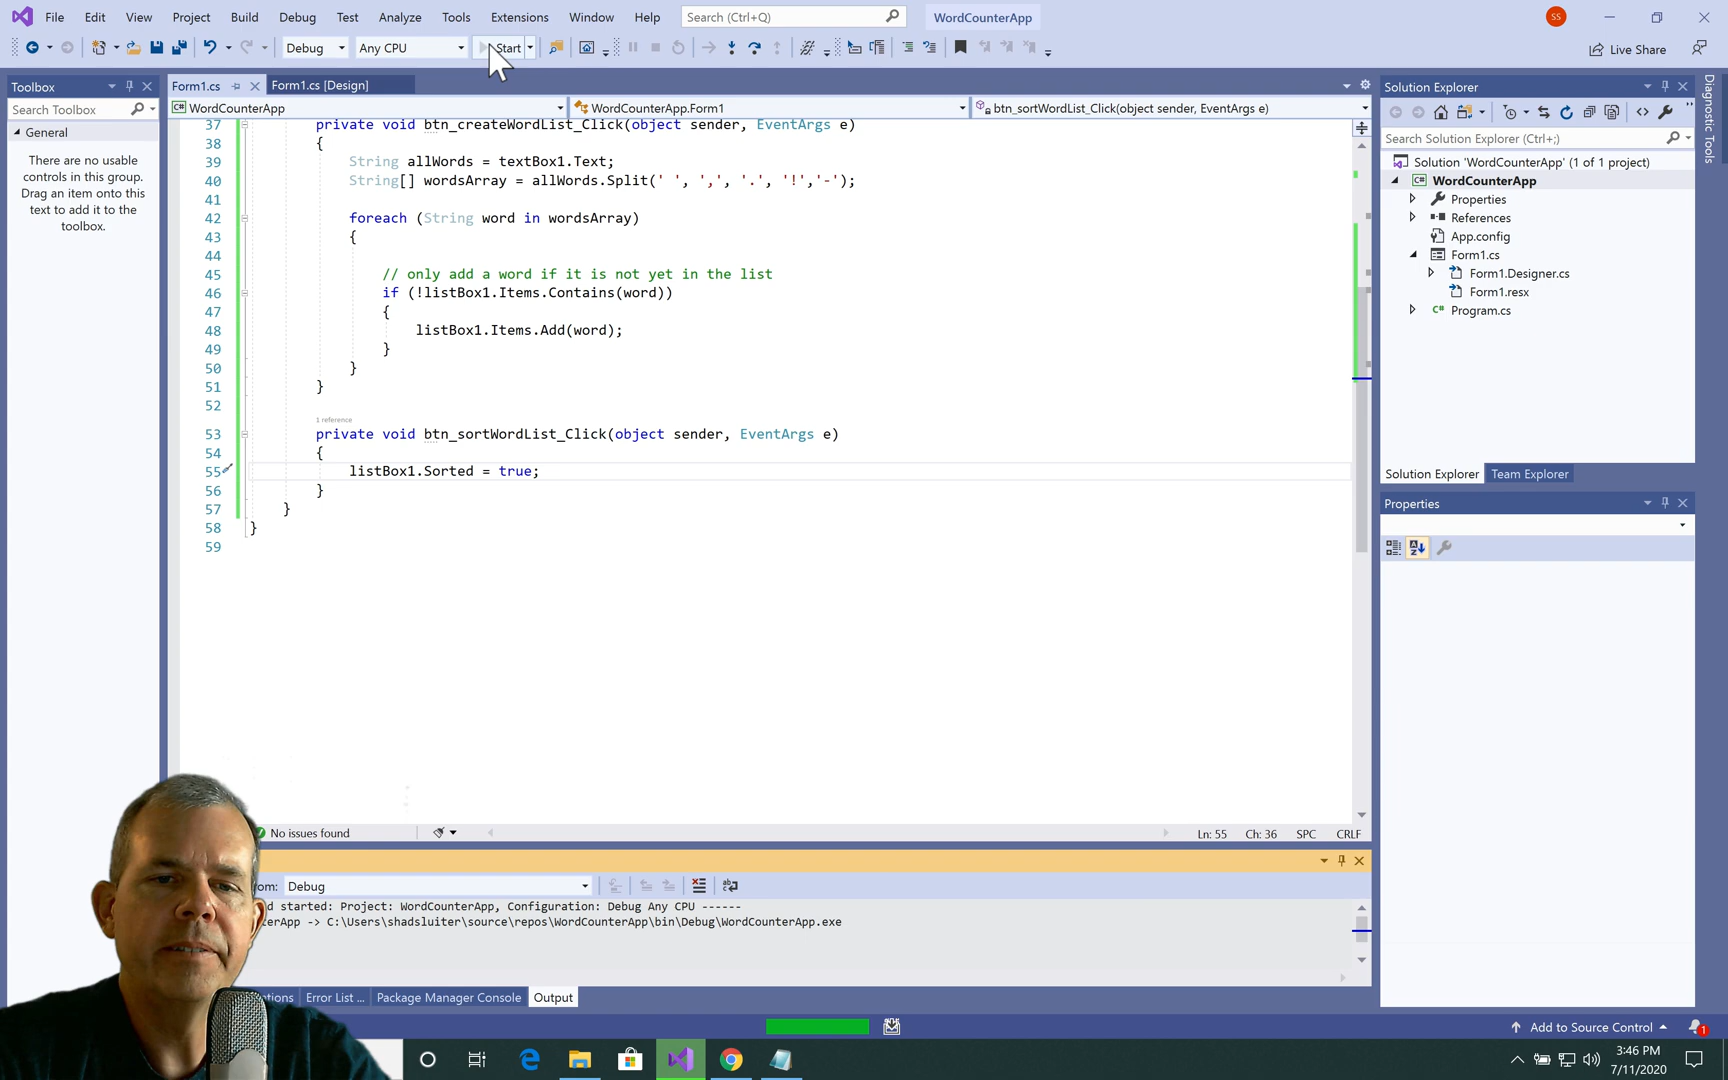 File Edit View Project Build Debug Test Analyze Tools Extensions Window Help Search (Ctrl+Q) WordCounterApp SS
Debug Any CPU Start Live Share
Toolbox
Search Toolbox
General
There are no usable
controls in this group.
Drag an item onto this
text to add it to the
toolbox.
Form1.cs Form1.cs [Design]
WordCounterApp WordCounterApp.Form1 btn_sortWordList_Click(object sender, EventArgs e)
37 private void btn_createWordList_Click(object sender, EventArgs e)
38 {
39 String allWords = textBox1.Text;
40 String[] wordsArray = allWords.Split(' ', ',', '.', '!','-');
41
42 foreach (String word in wordsArray)
43 {
44
45 // only add a word if it is not yet in the list
46 if (!listBox1.Items.Contains(word))
47 {
48 listBox1.Items.Add(word);
49 }
50 }
51 }
52
1 reference
53 private void btn_sortWordList_Click(object sender, EventArgs e)
54 {
55 listBox1.Sorted = true;
56 }
57 }
58 }
59
No issues found
Ln: 55 Ch: 36 SPC CRLF
om: Debug
d started: Project: WordCounterApp, Configuration: Debug Any CPU ------
terApp -> C:\Users\shadsluiter\source\repos\WordCounterApp\bin\Debug\WordCounterApp.exe
tions Error List ... Package Manager Console Output
Solution Explorer
Search Solution Explorer (Ctrl+;)
Solution 'WordCounterApp' (1 of 1 project)
WordCounterApp
Properties
References
App.config
Form1.cs
Form1.Designer.cs
Form1.resx
Program.cs
Solution Explorer Team Explorer
Properties
Diagnostic Tools
Add to Source Control 1
3:46 PM
7/11/2020